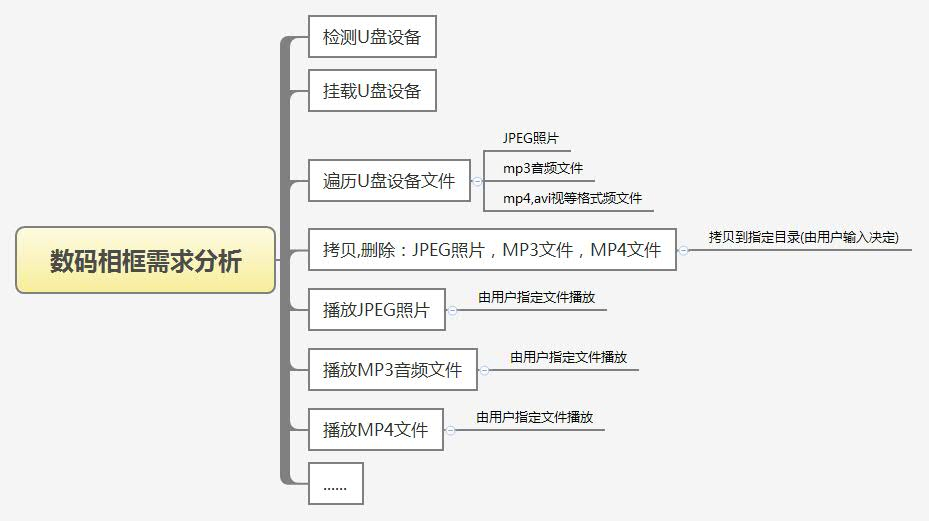 数码相框需求分析
检测U盘设备
挂载U盘设备
遍历U盘设备文件
JPEG照片
mp3音频文件
mp4,avi视等格式频文件
拷贝,删除：JPEG照片，MP3文件，MP4文件
拷贝到指定目录(由用户输入决定)
播放JPEG照片
由用户指定文件播放
播放MP3音频文件
由用户指定文件播放
播放MP4文件
由用户指定文件播放
......